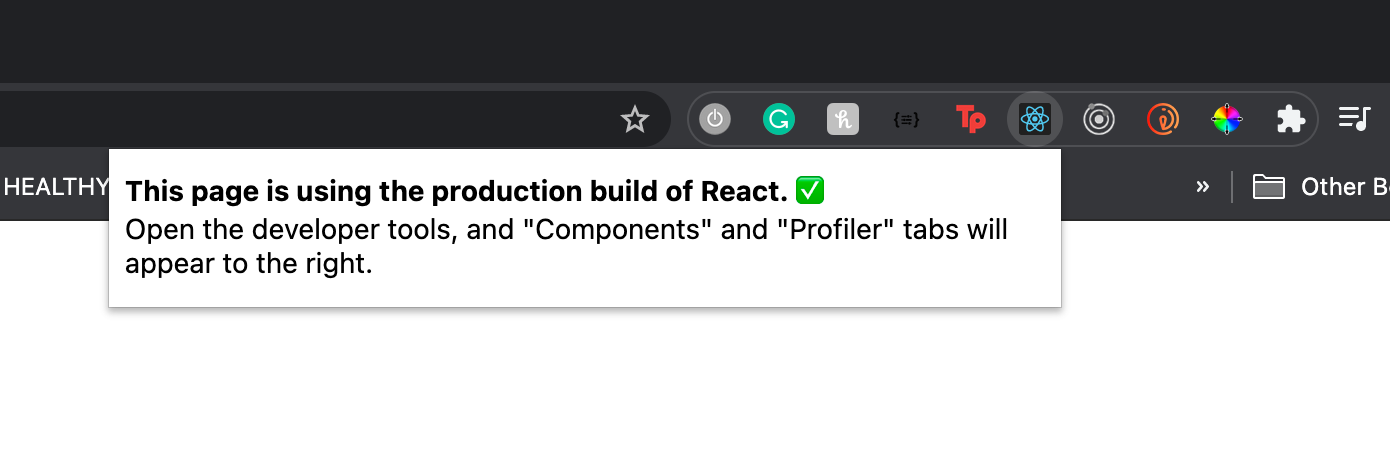 Tp
HEALTHY
This page is using the production build of React. ✅
Open the developer tools, and "Components" and "Profiler" tabs will
appear to the right.
» Other B